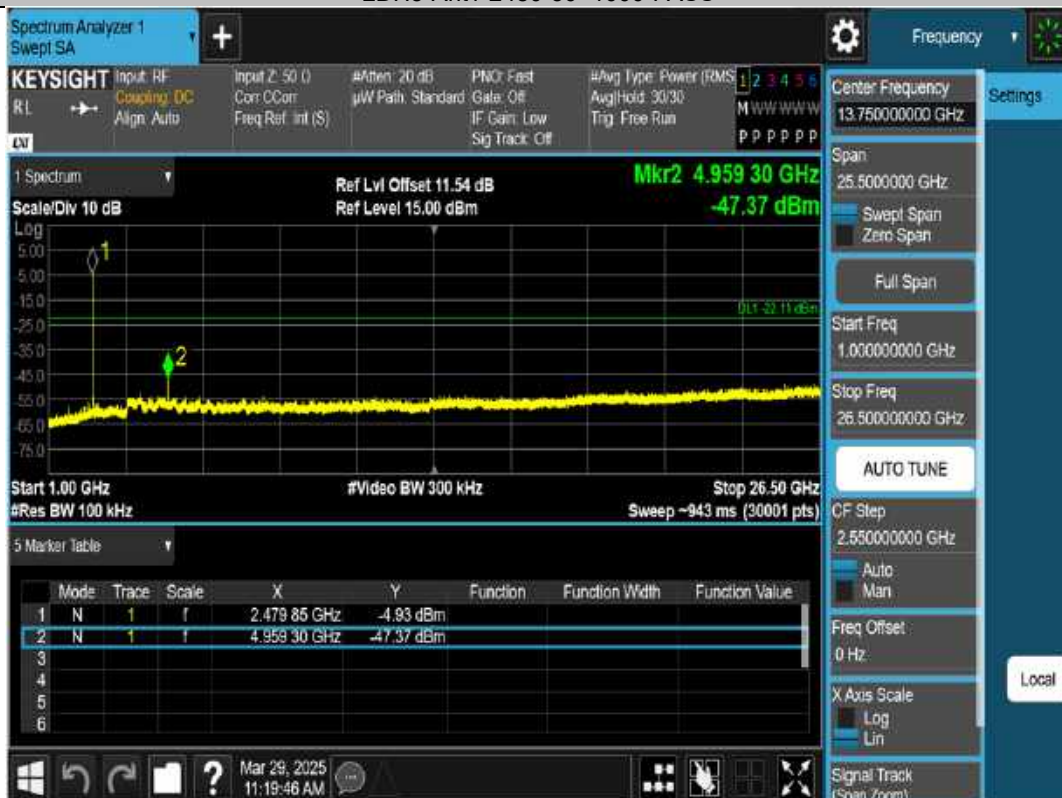 Spectrum Analyzer 1
Swept SA
Frequency
KEYSIGHT
RL
Input: RF
Coupling: DC
Align: Auto
Input Z: 50 Ω
Corr CCorr
Freq Ref: Int (S)
#Atten: 20 dB
µW Path: Standard
PNO: Fast
Gate: Off
IF Gain: Low
Sig Track: Off
#Avg Type: Power (RMS
Avg|Hold: 30/30
Trig: Free Run
1 2 3 4 5 6
M W W W W W
P P P P P P
1 Spectrum
Scale/Div 10 dB
Ref Lvl Offset 11.54 dB
Ref Level 15.00 dBm
Mkr2 4.959 30 GHz
-47.37 dBm
Log
5.00
-5.00
-15.0
-25.0
-35.0
-45.0
-55.0
-65.0
-75.0
1
2
DL1 -22.11 dBm
Start 1.00 GHz
#Video BW 300 kHz
Stop 26.50 GHz
#Res BW 100 kHz
Sweep ~943 ms (30001 pts)
5 Marker Table
Mode Trace Scale X Y Function Function Width Function Value
1 N 1 f 2.479 85 GHz -4.93 dBm
2 N 1 f 4.959 30 GHz -47.37 dBm
3
4
5
6
Mar 29, 2025
11:19:46 AM
Center Frequency
13.750000000 GHz
Span
25.5000000 GHz
Swept Span
Zero Span
Full Span
Start Freq
1.000000000 GHz
Stop Freq
26.500000000 GHz
AUTO TUNE
CF Step
2.550000000 GHz
Auto
Man
Freq Offset
0 Hz
X Axis Scale
Log
Lin
Signal Track
(Span Zoom)
Settings
Local